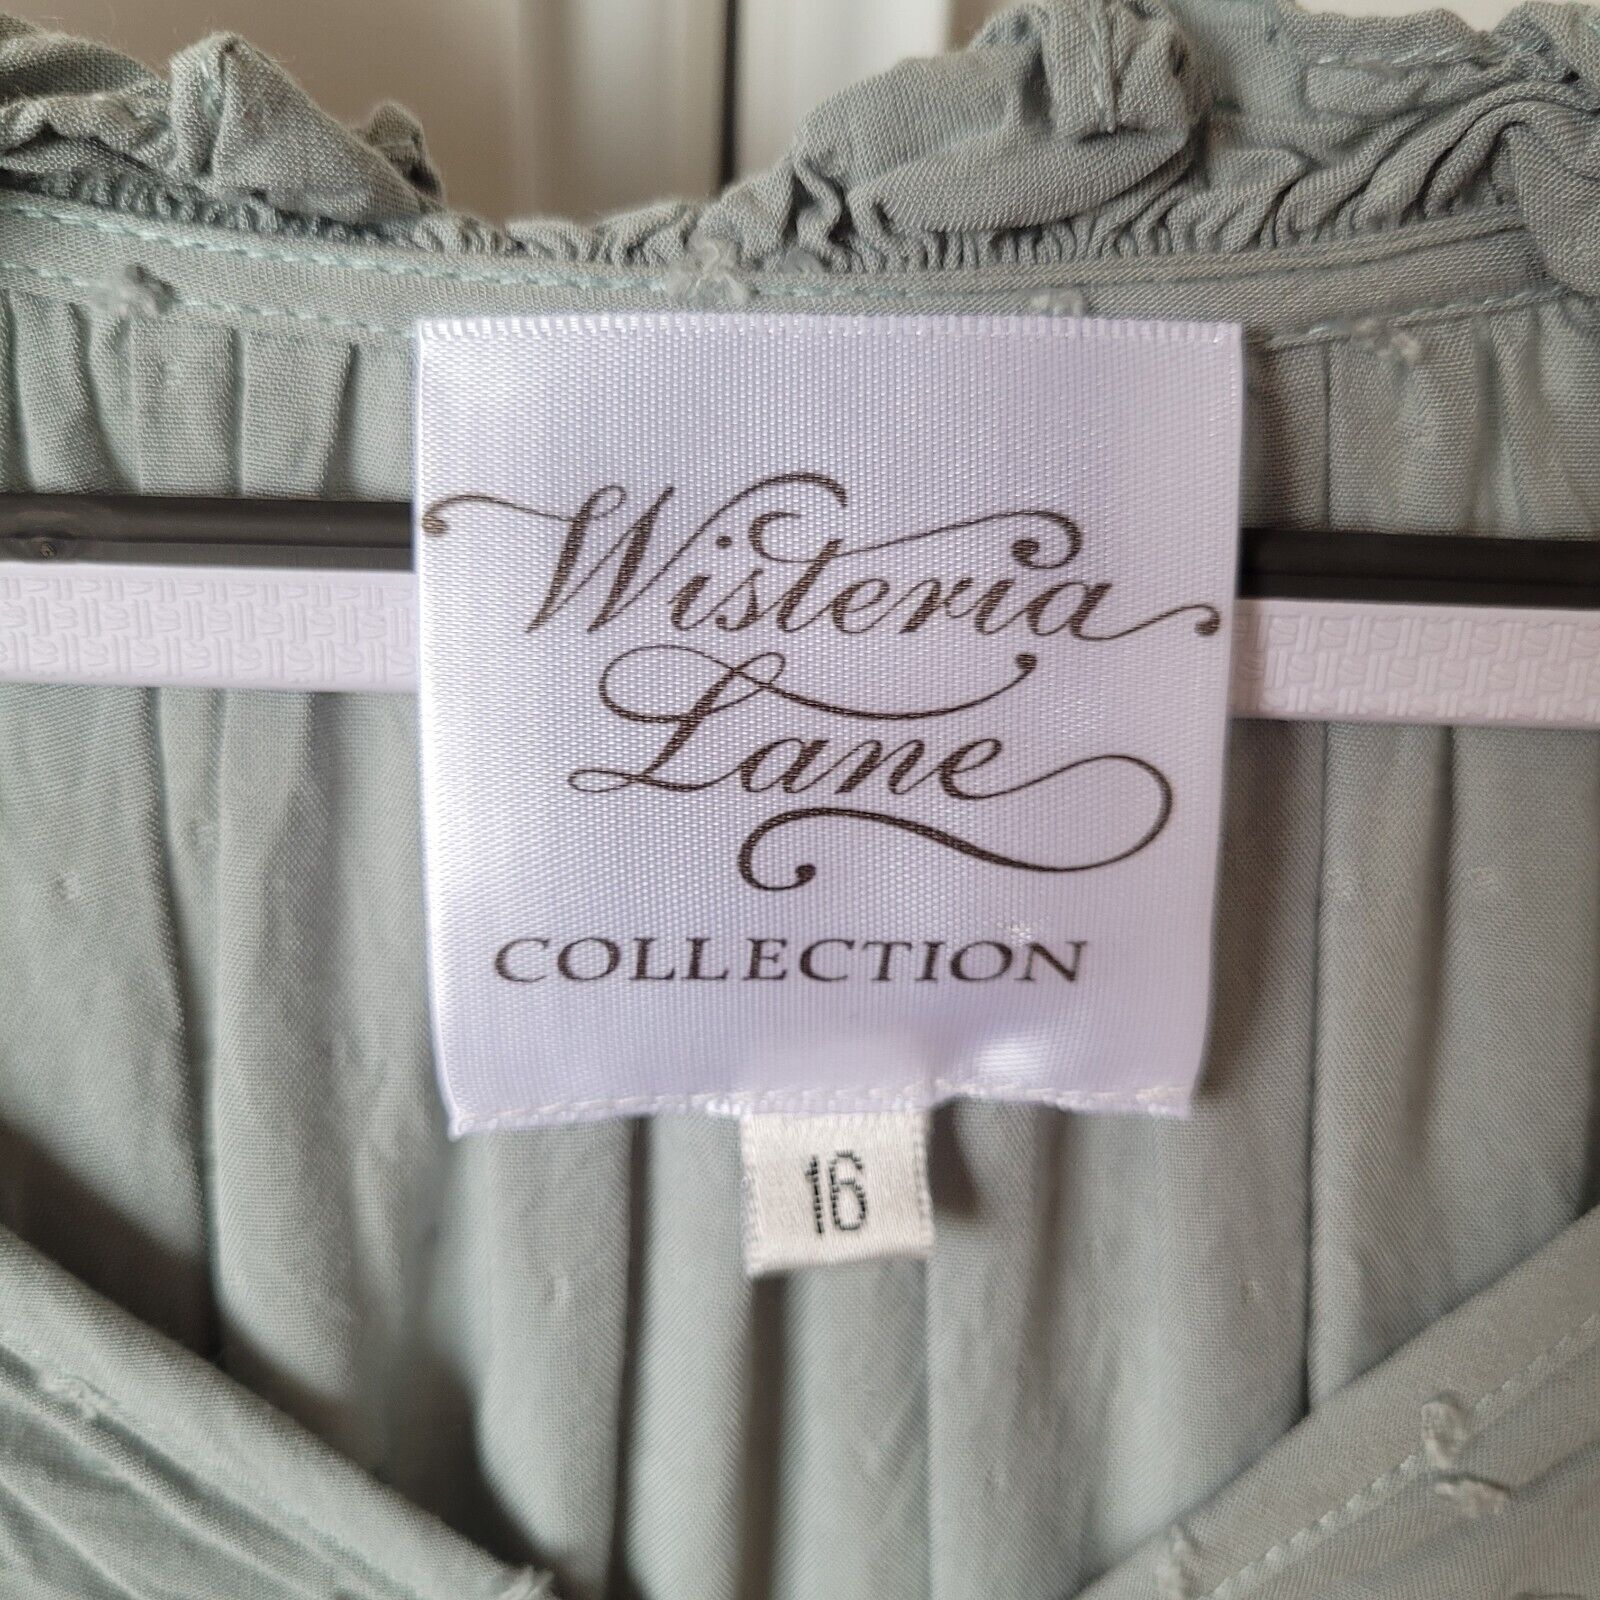 Wisteria
Lane
COLLECTION
16